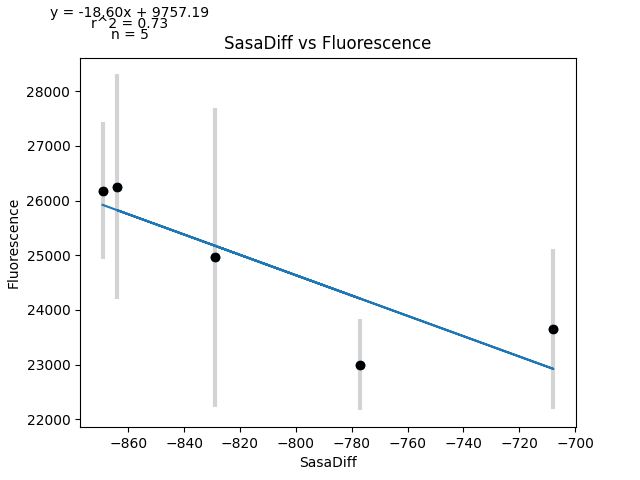 y = -18.60x + 9757.19
r^2 = 0.73
n = 5
SasaDiff vs Fluorescence
28000
27000
26000
25000
24000
23000
22000
Fluorescence
−860
−840
−820
−800
−780
−760
−740
−720
−700
SasaDiff